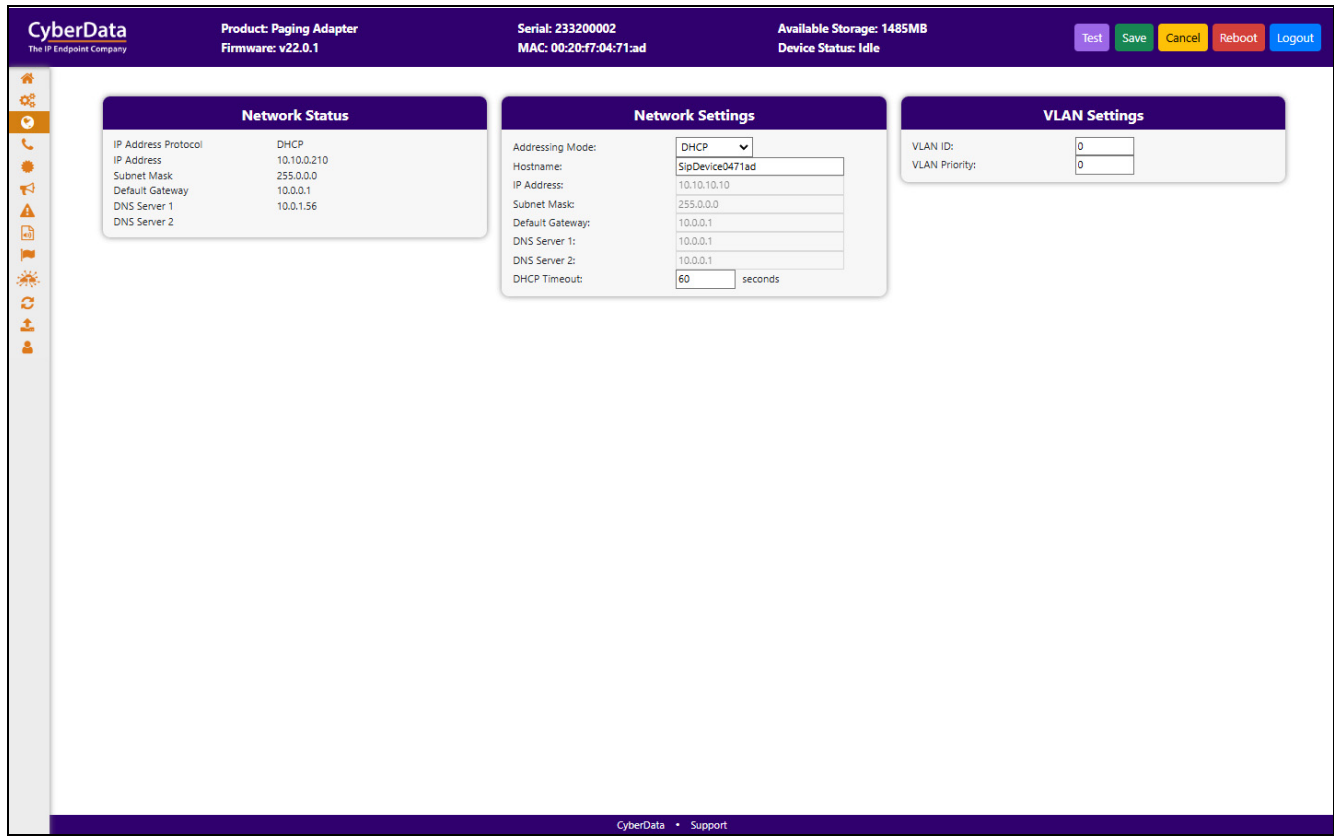 CyberData
The IP Endpoint Company
Product: Paging Adapter
Firmware: v22.0.1
Serial: 233200002
MAC: 00:20:f7:04:71:ad
Available Storage: 1485MB
Device Status: Idle
Test Save Cancel Reboot Logout
Network Status
IP Address Protocol DHCP
IP Address 10.10.0.210
Subnet Mask 255.0.0.0
Default Gateway 10.0.0.1
DNS Server 1 10.0.1.56
DNS Server 2
Network Settings
Addressing Mode: DHCP
Hostname: SipDevice0471ad
IP Address: 10.10.10.10
Subnet Mask: 255.0.0.0
Default Gateway: 10.0.0.1
DNS Server 1: 10.0.0.1
DNS Server 2: 10.0.0.1
DHCP Timeout: 60 seconds
VLAN Settings
VLAN ID: 0
VLAN Priority: 0
CyberData • Support